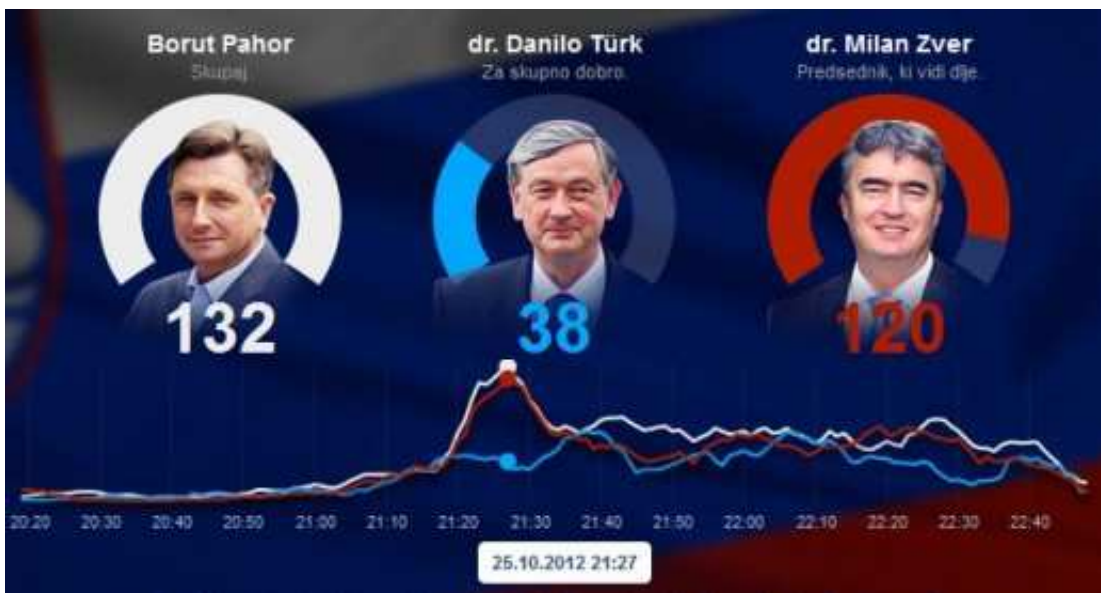 Borut Pahor
Skupaj
dr. Danilo Türk
Za skupno dobro.
dr. Milan Zver
Predsednik, ki vidi dlje.
132
38
120
20:20 20:30 20:40 20:50 21:00 21:10 21:20 21:30 21:40 21:50 22:00 22:10 22:20 22:30 22:40
25.10.2012 21:27